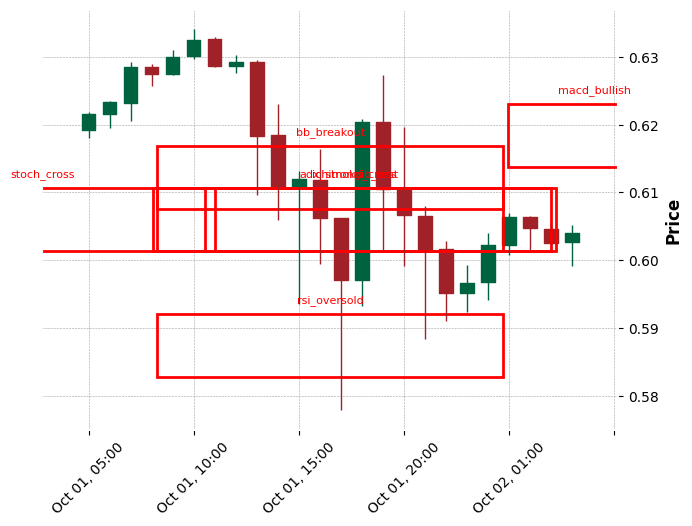 macd_bullish
bb_breakout
stoch_cross
rsi_oversold
0.63
0.62
0.61
0.60
0.59
0.58
Price
Oct 01, 05:00
Oct 01, 10:00
Oct 01, 15:00
Oct 01, 20:00
Oct 02, 01:00